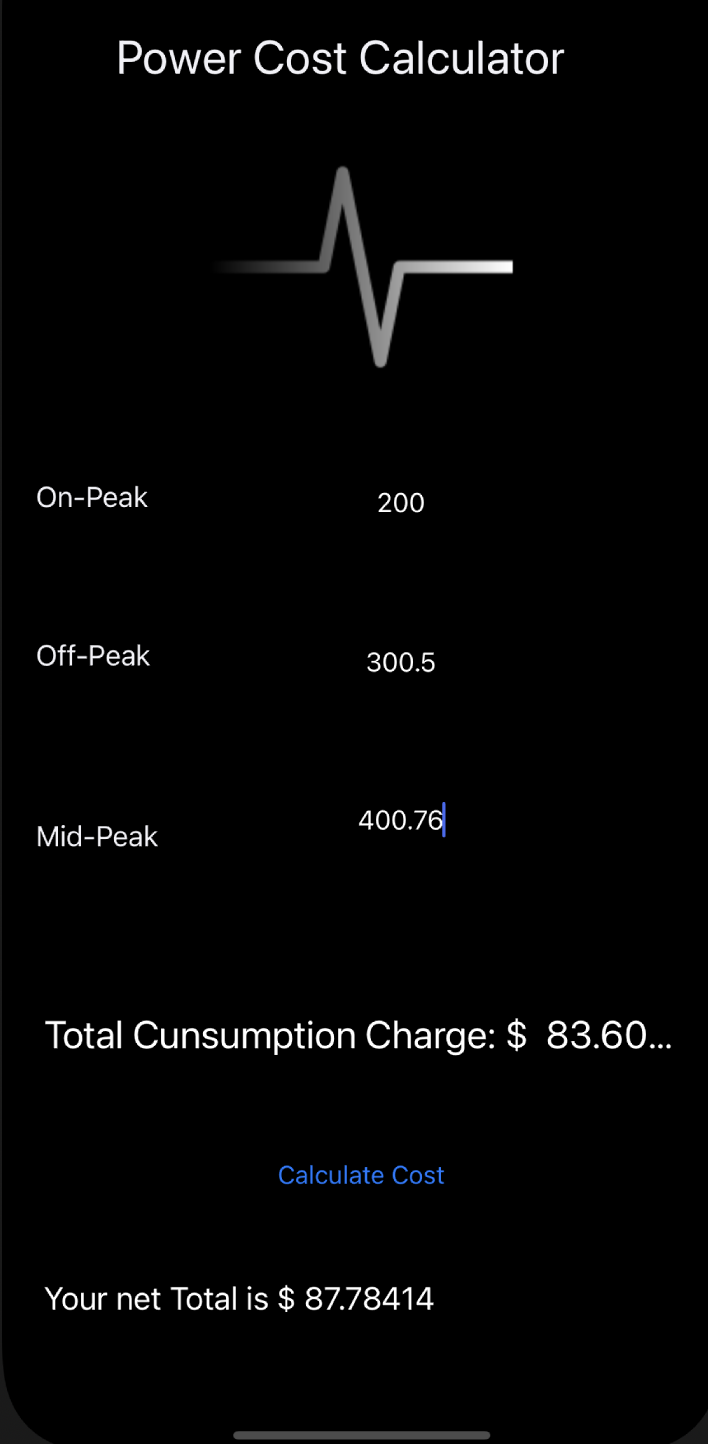 Power Cost Calculator
On-Peak 200
Off-Peak 300.5
Mid-Peak 400.76
Total Cunsumption Charge: $ 83.60...
Calculate Cost
Your net Total is $ 87.78414